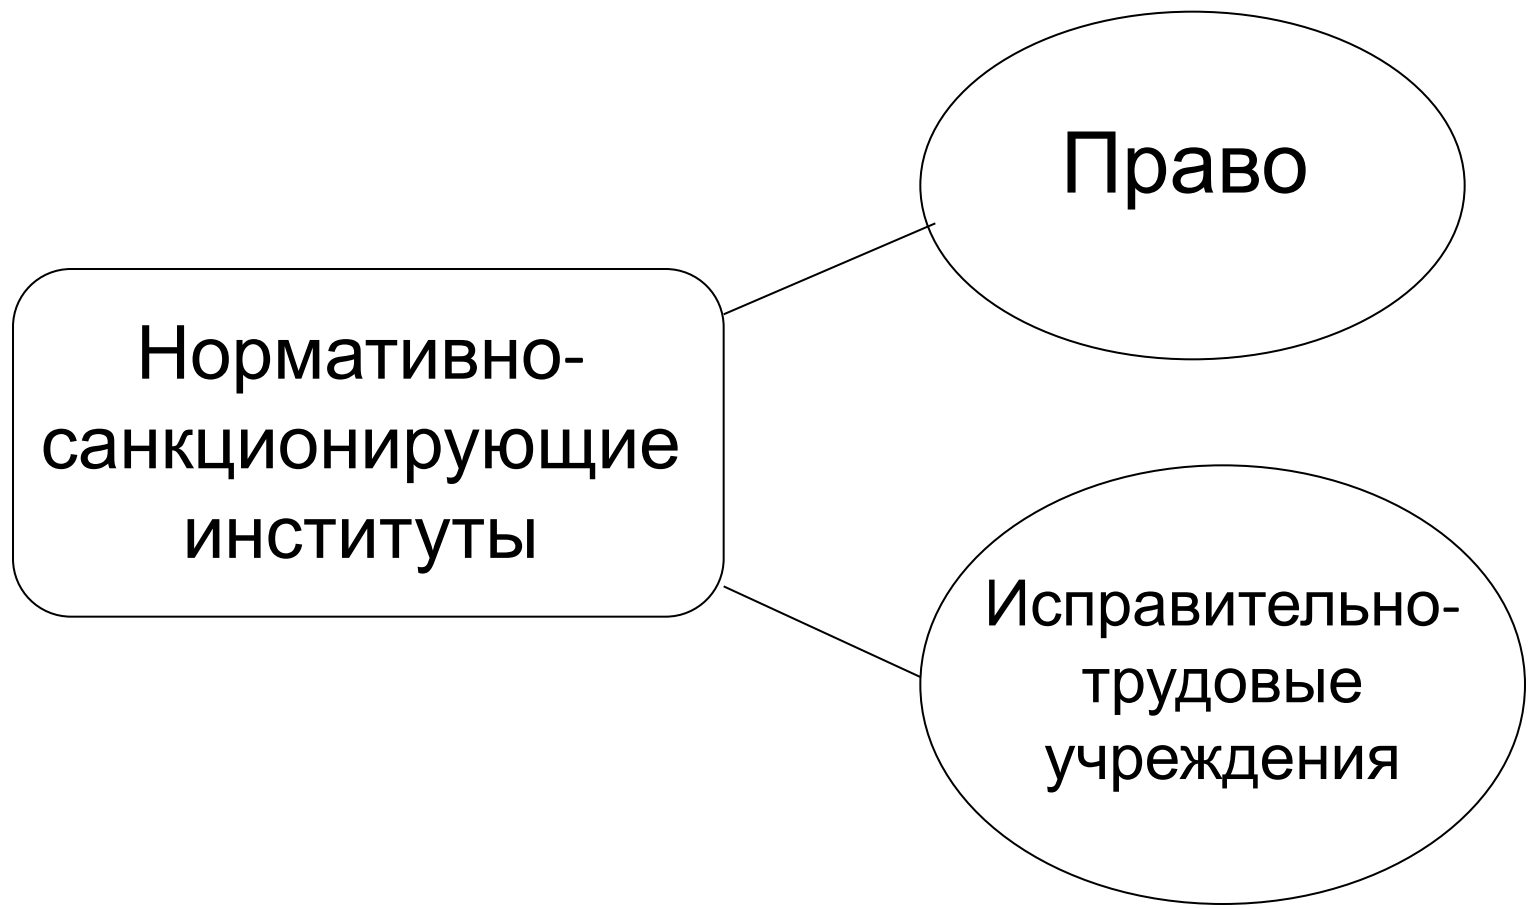 Право
Нормативно-
санкционирующие
институты
Исправительно-
трудовые
учреждения